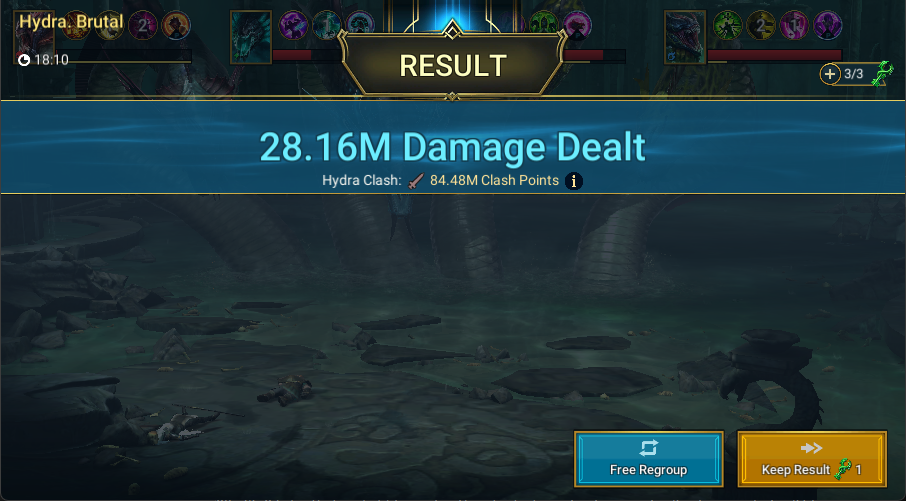 Hydra. Brutal
2
2
18:10
RESULT
3/3
28.16M Damage Dealt
Hydra Clash: 84.48M Clash Points i
Free Regroup
Keep Result 1